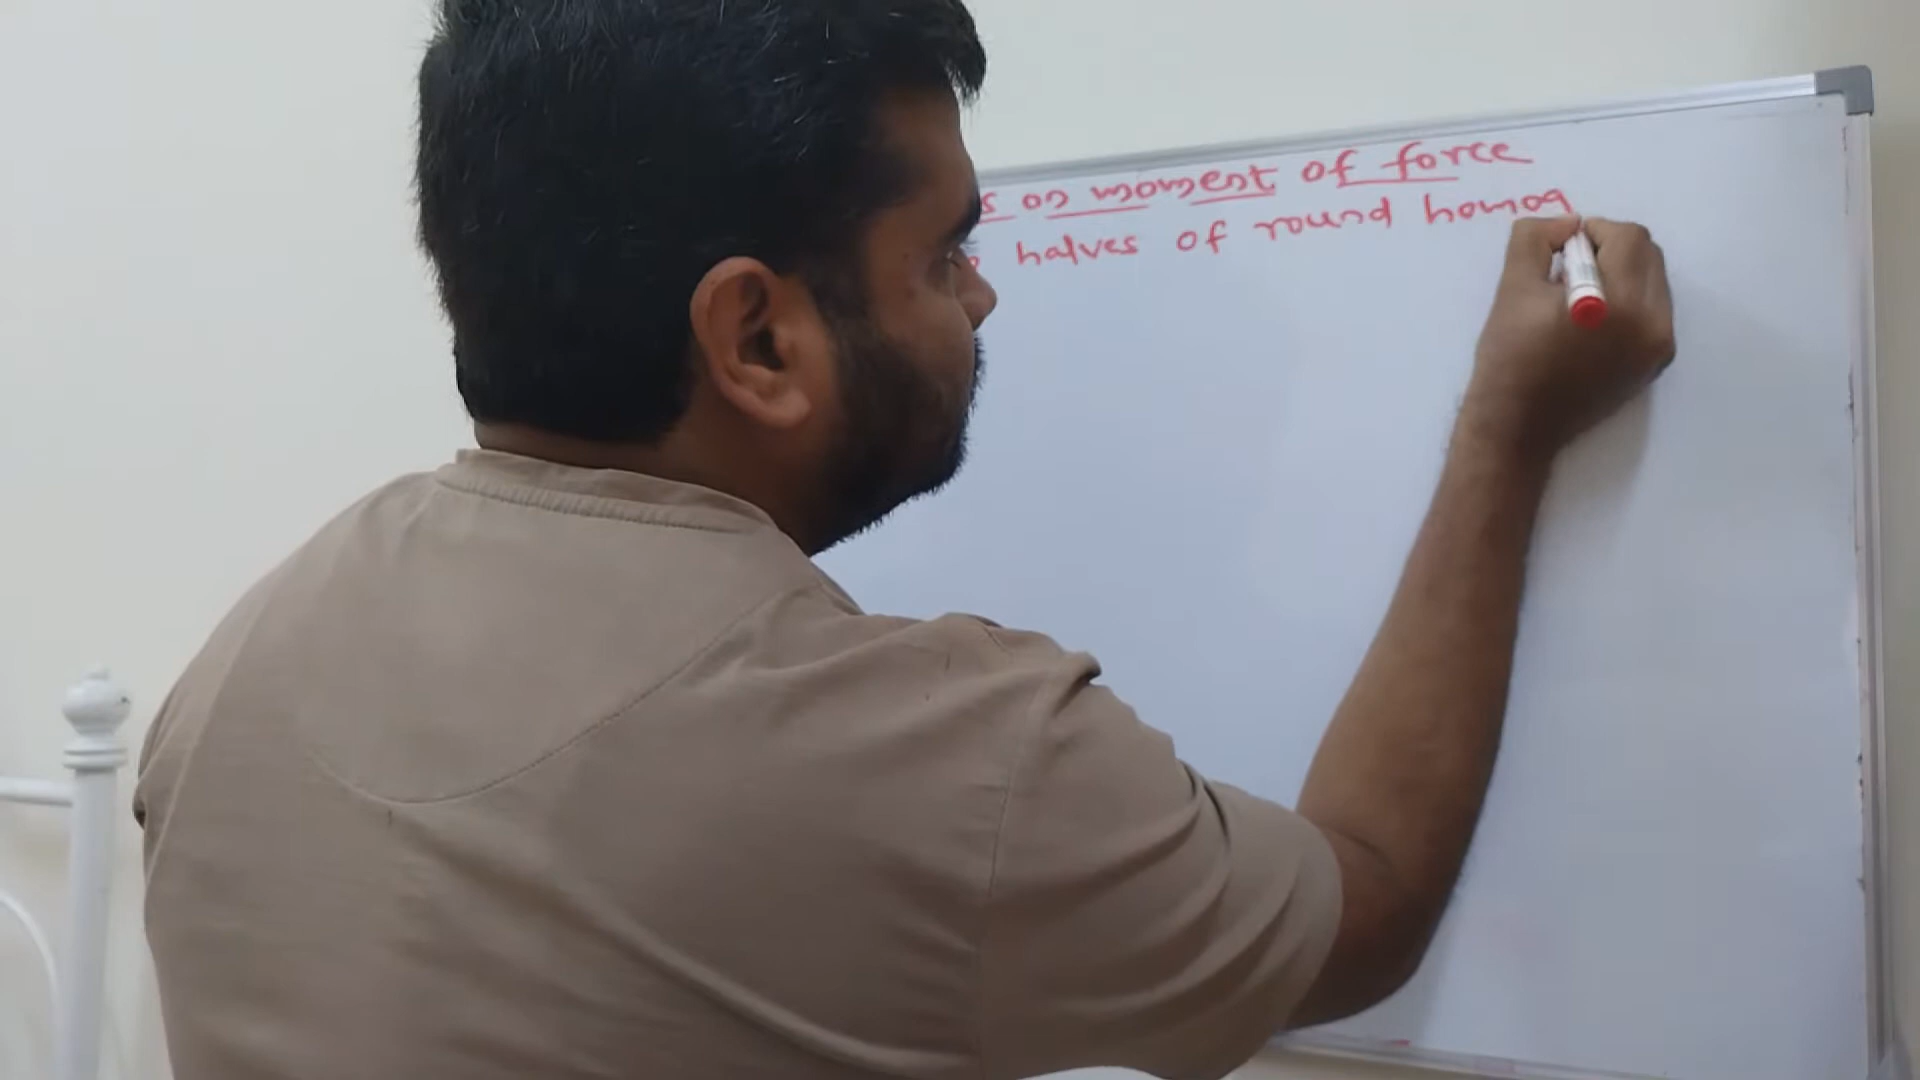 on moment of force
halves of round homog